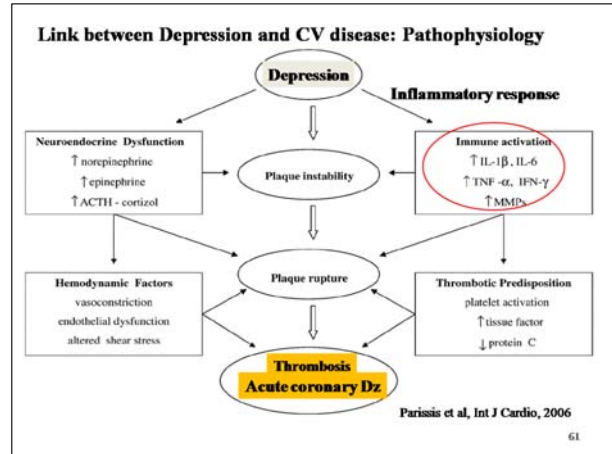 Link between Depression and CV disease: Pathophysiology
Depression
Inflammatory response
Neuroendocrine Dysfunction
↑ norepinephrine
↑ epinephrine
↑ ACTH - cortizol
Plaque instability
Immune activation
↑ IL-1β, IL-6
↑ TNF -α, IFN-γ
↑ MMPs
Plaque rupture
Hemodynamic Factors
vasoconstriction
endothelial dysfunction
altered shear stress
Thrombotic Predisposition
platelet activation
↑ tissue factor
↓ protein C
Thrombosis
Acute coronary Dz
Parissis et al, Int J Cardio, 2006
61